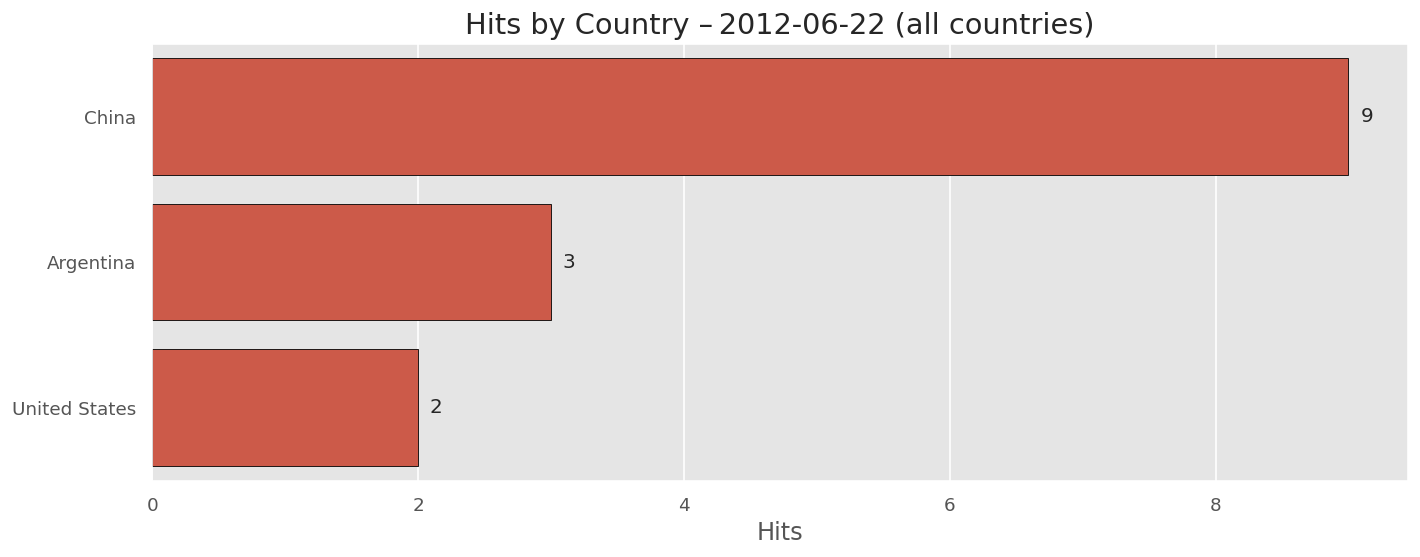 Hits by Country – 2012-06-22 (all countries)
China
9
Argentina
3
United States
2
0 2 4 6 8
Hits